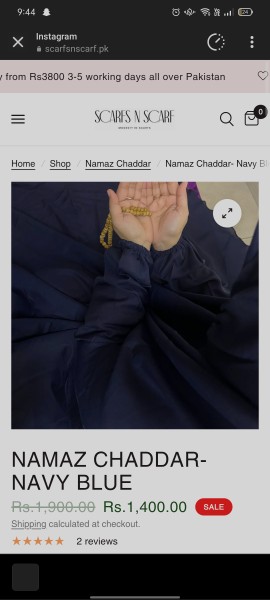 9:44
Instagram
scarfsnscarf.pk
y from Rs3800 3-5 working days all over Pakistan
SCARFS N SCARF
0
Home / Shop / Namaz Chaddar / Namaz Chaddar- Navy Bl
NAMAZ CHADDAR-
NAVY BLUE
Rs.1,900.00 Rs.1,400.00 SALE
Shipping calculated at checkout.
★★★★★ 2 reviews